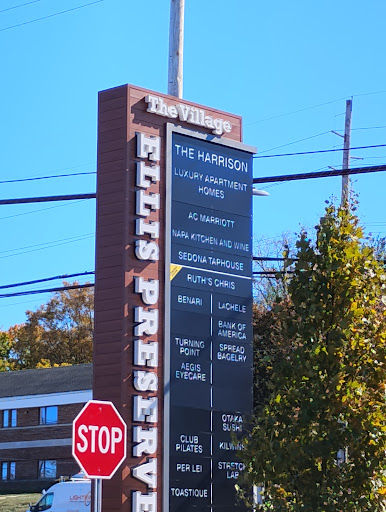 The Village
ELLIS PRESERVE
THE HARRISON
LUXURY APARTMENT
HOMES
AC MARRIOTT
NAPA KITCHEN AND WINE
SEDONA TAPHOUSE
RUTH'S CHRIS
BENARI
LACHELE
BANK OF
AMERICA
TURNING
POINT
SPREAD
BAGELRY
AEGIS
EYECARE
OTAKA
SUSHI
CLUB
PILATES
KILWINS
PER LEI
STRETCH
LAB
TOASTIQUE
STOP